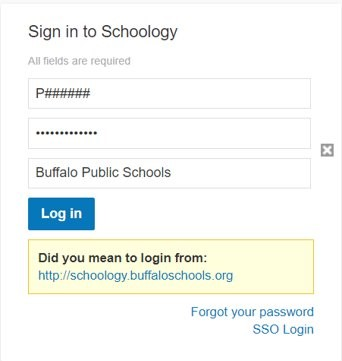 Sign in to Schoology
All fields are required
P######
•••••••••••••
Buffalo Public Schools
Log in
Did you mean to login from:
http://schoology.buffaloschools.org
Forgot your password
SSO Login